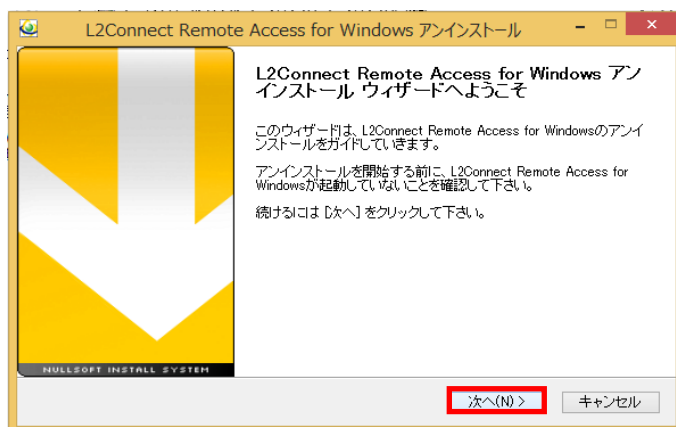 L2Connect Remote Access for Windows アンインストール
L2Connect Remote Access for Windows アン
インストール ウィザードへようこそ
このウィザードは、L2Connect Remote Access for Windowsのアンイ
ンストールをガイドしていきます。
アンインストールを開始する前に、L2Connect Remote Access for
Windowsが起動していないことを確認して下さい。
続けるには [次へ] をクリックして下さい。
NULLSOFT INSTALL SYSTEM
次へ(N) >
キャンセル